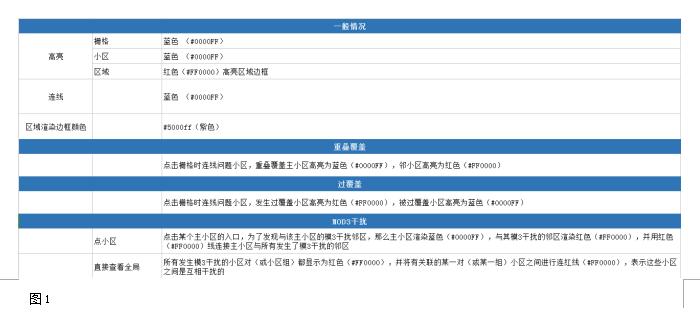 一般情况
高亮
栅格
蓝色 （#0000FF）
小区
蓝色 （#0000FF）
区域
红色（#FF0000）高亮区域边框
连线
蓝色 （#0000FF）
区域渲染边框颜色
#5000ff（紫色）
重叠覆盖
点击栅格时连线问题小区，重叠覆盖主小区高亮为蓝色（#0000FF），邻小区高亮为红色（#FF0000）
过覆盖
点击栅格时连线问题小区，发生过覆盖小区高亮为红色（#FF0000），被过覆盖小区高亮为蓝色（#0000FF）
MOD3干扰
点小区
点击某个主小区的入口，为了发现与该主小区的模3干扰邻区，那么主小区渲染蓝色（#0000FF），与其模3干扰的邻区渲染红色（#FF0000），并用红色
（#FF0000）线连接主小区与所有发生了模3干扰的邻区
直接查看全局
所有发生模3干扰的小区对（或小区组）都显示为红色（#FF0000），并将有关联的某一对（或某一组）小区之间进行连红线（#FF0000），表示这些小区
之间是互相干扰的
图1